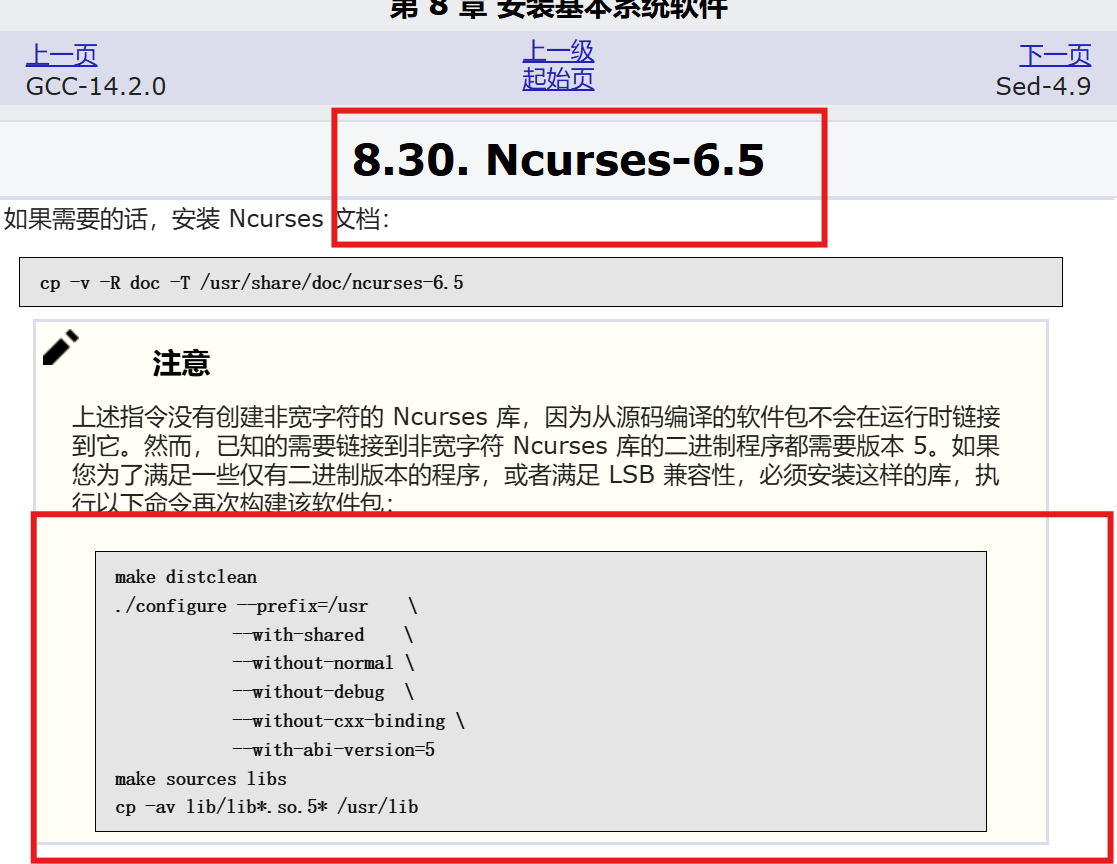 第 8 章 安装基本系统软件
上一页
上一级
下一页
GCC-14.2.0
起始页
Sed-4.9
8.30. Ncurses-6.5
如果需要的话，安装 Ncurses 文档：
cp -v -R doc -T /usr/share/doc/ncurses-6.5
注意
上述指令没有创建非宽字符的 Ncurses 库，因为从源码编译的软件包不会在运行时链接
到它。然而，已知的需要链接到非宽字符 Ncurses 库的二进制程序都需要版本 5。如果
您为了满足一些仅有二进制版本的程序，或者满足 LSB 兼容性，必须安装这样的库，执
行以下命令再次构建该软件包：
make distclean
./configure --prefix=/usr    \
            --with-shared    \
            --without-normal \
            --without-debug  \
            --without-cxx-binding \
            --with-abi-version=5
make sources libs
cp -av lib/lib*.so.5* /usr/lib